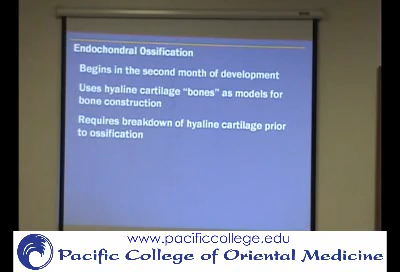 Endochondral Ossification
Begins in the second month of development
Uses hyaline cartilage “bones” as models for
bone construction
Requires breakdown of hyaline cartilage prior
to ossification
www.pacificcollege.edu
Pacific College of Oriental Medicine